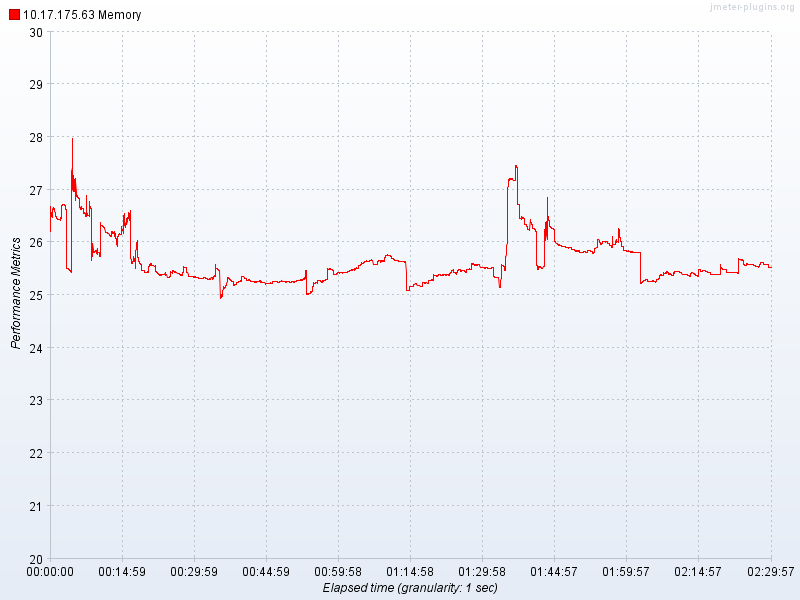 jmeter-plugins.org
10.17.175.63 Memory
30
29
28
27
26
25
24
23
22
21
20
Performance Metrics
00:00:00 00:14:59 00:29:59 00:44:59 00:59:58 01:14:58 01:29:58 01:44:57 01:59:57 02:14:57 02:29:57
Elapsed time (granularity: 1 sec)